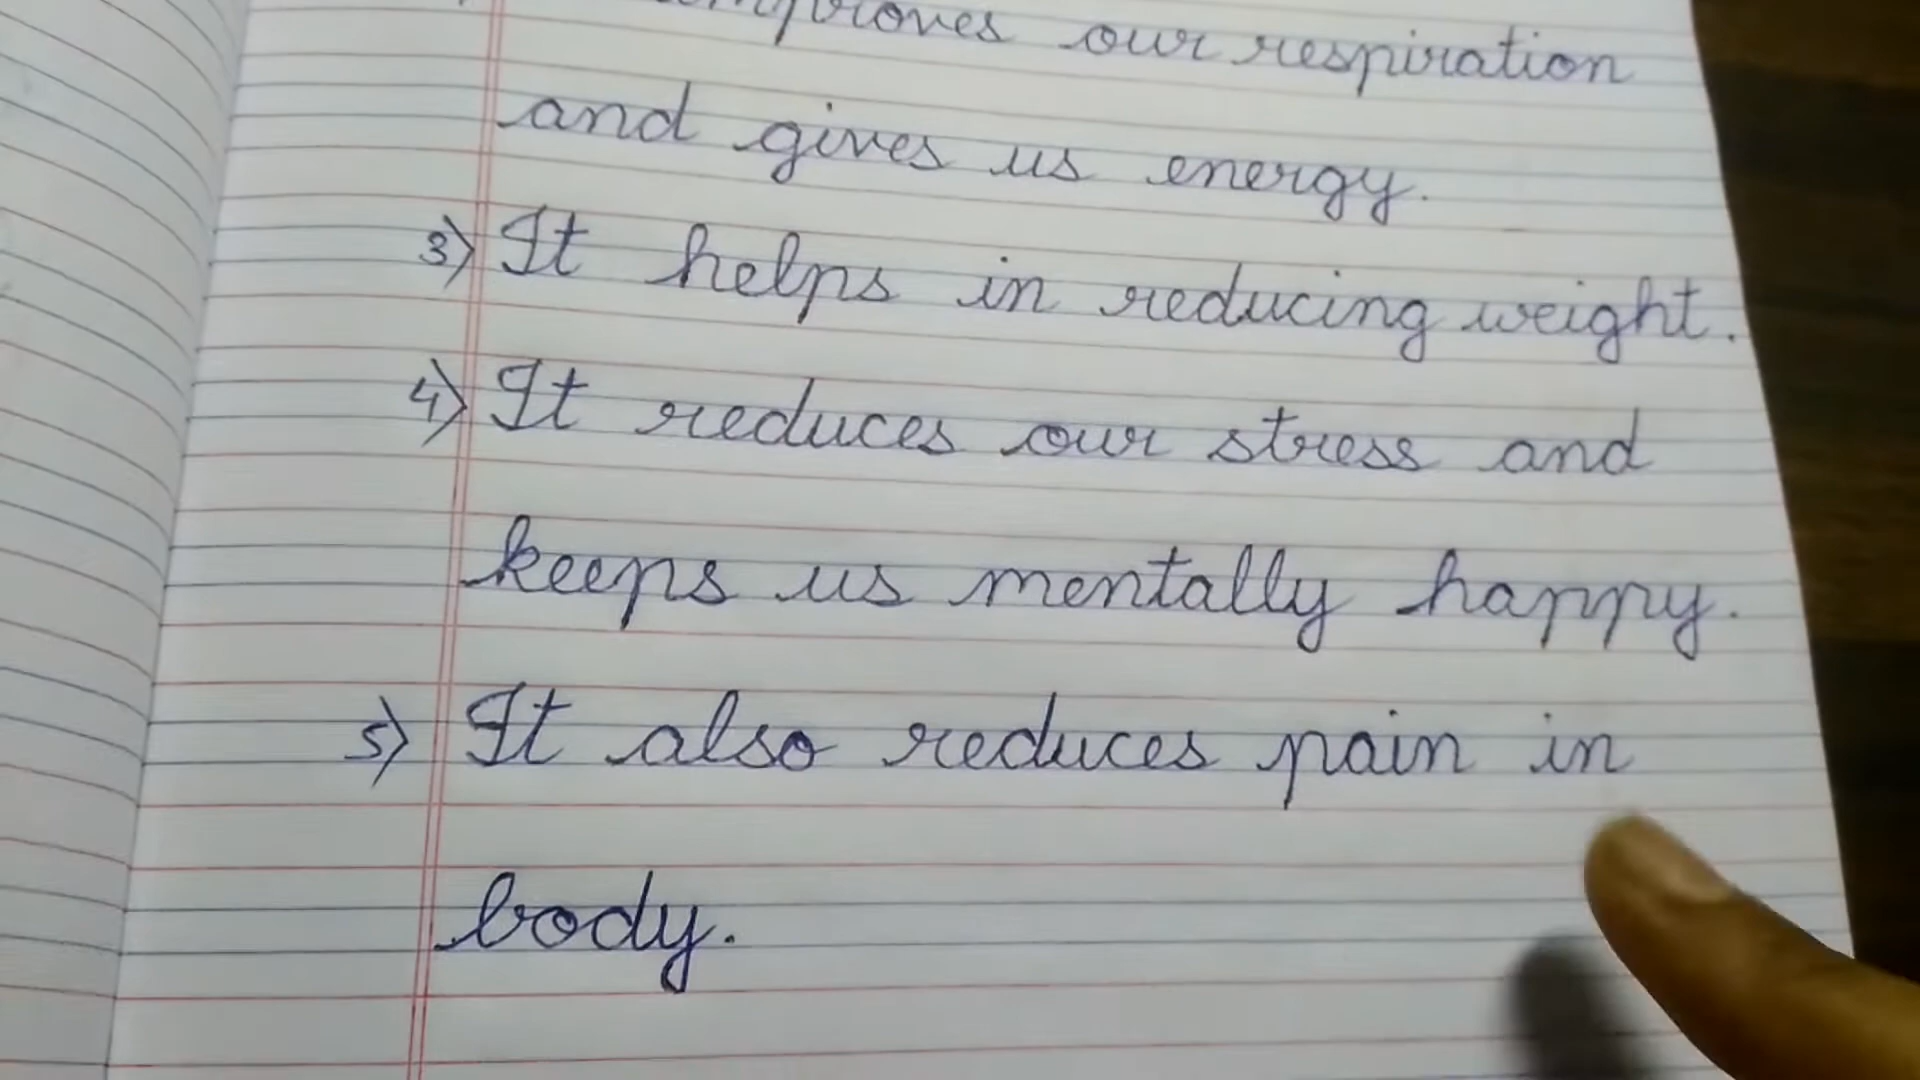 improves our respiration
and gives us energy.
3) It helps in reducing weight.
4) It reduces our stress and
keeps us mentally happy.
5) It also reduces pain in
body.